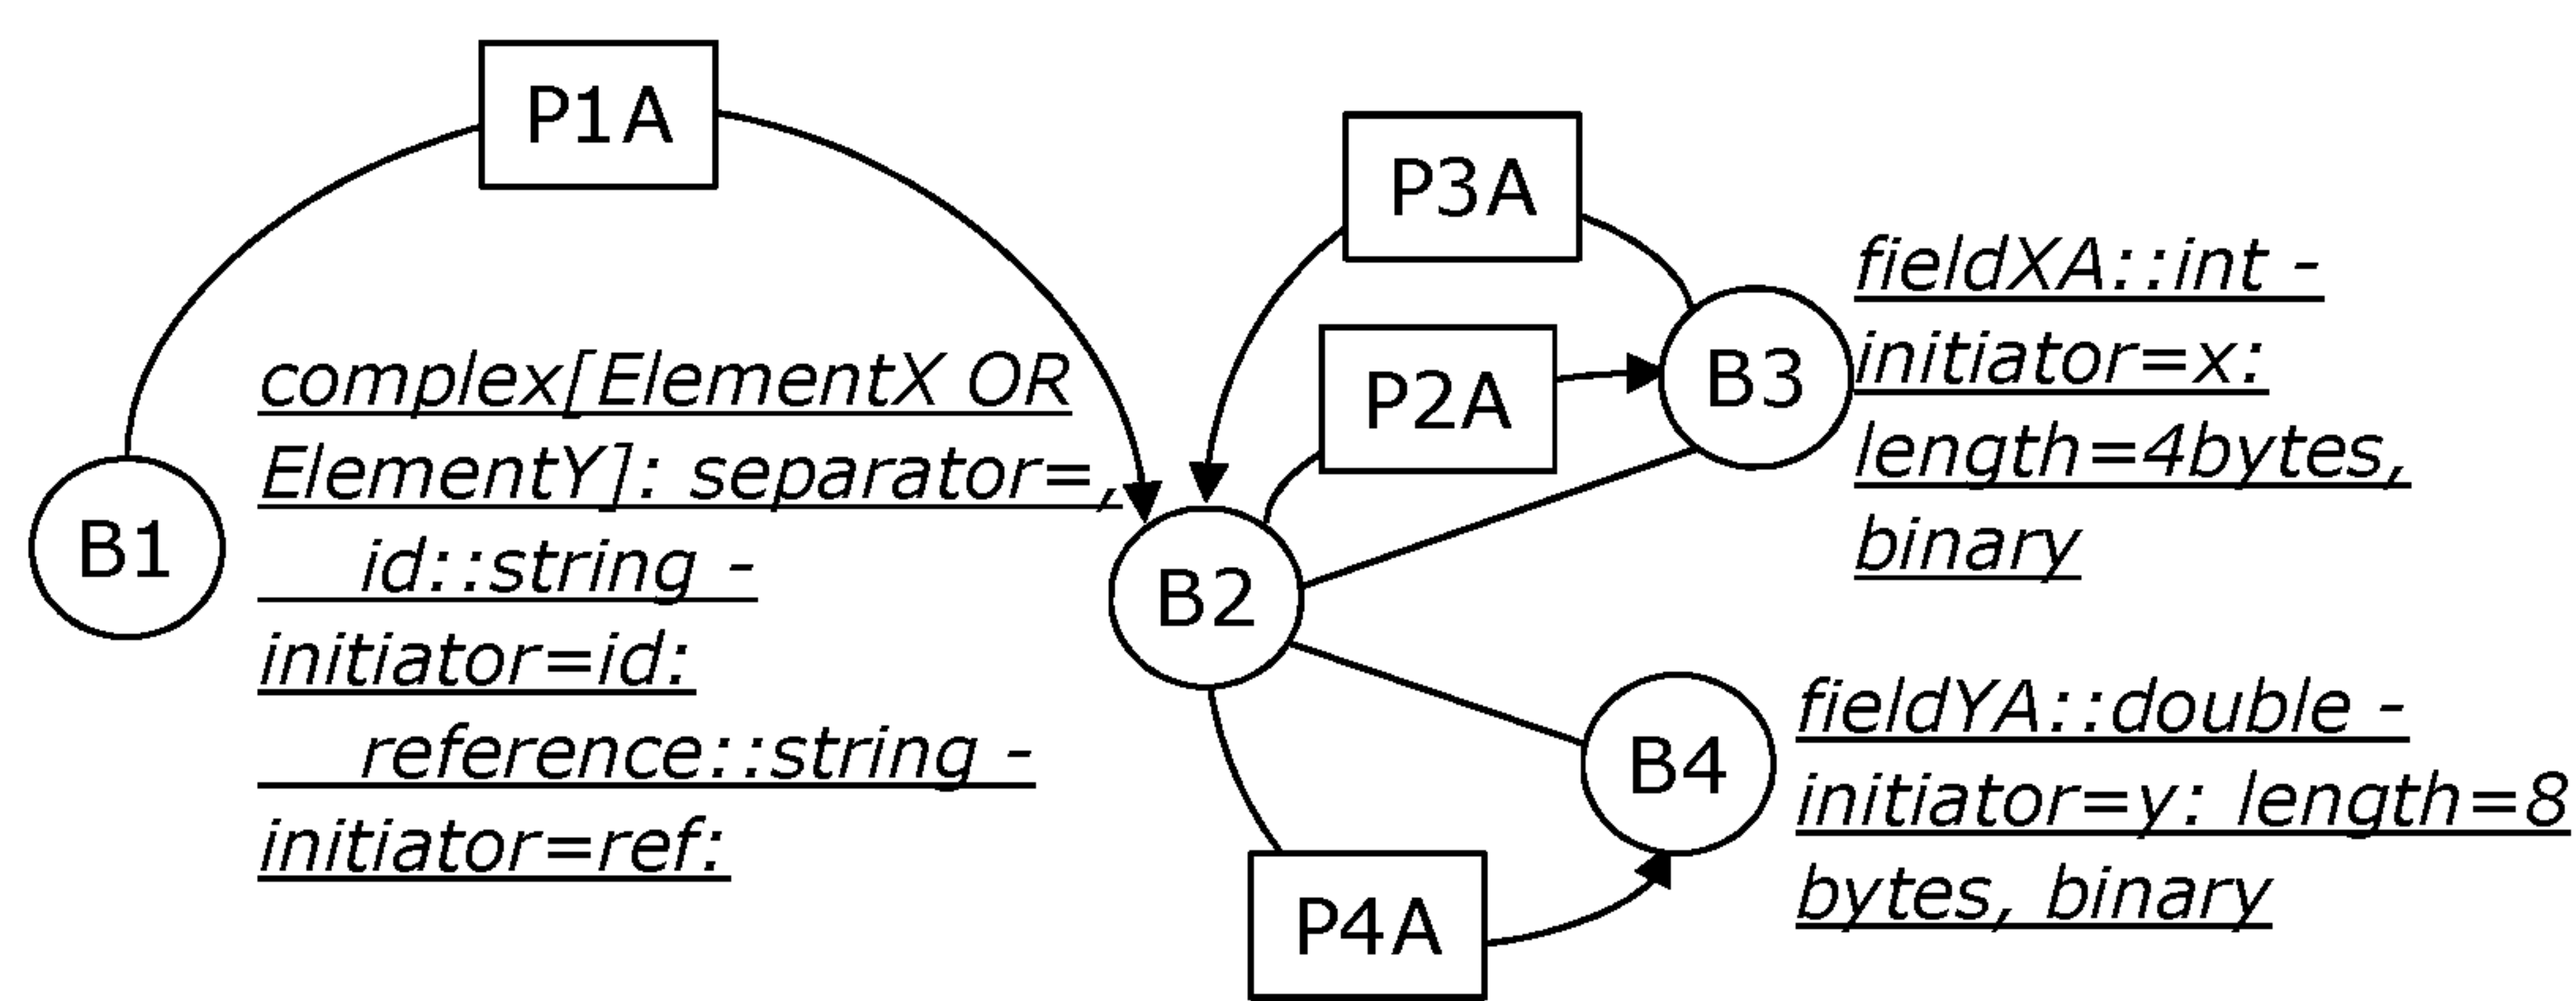 P1A
P3A
fieldXA::int -
initiator=x:
length=4bytes,
binary
P2A
B3
complex[ElementX OR
ElementY]: separator=,
id::string -
initiator=id:
reference::string -
initiator=ref:
B1
B2
B4
fieldYA::double -
initiator=y: length=8
bytes, binary
P4A